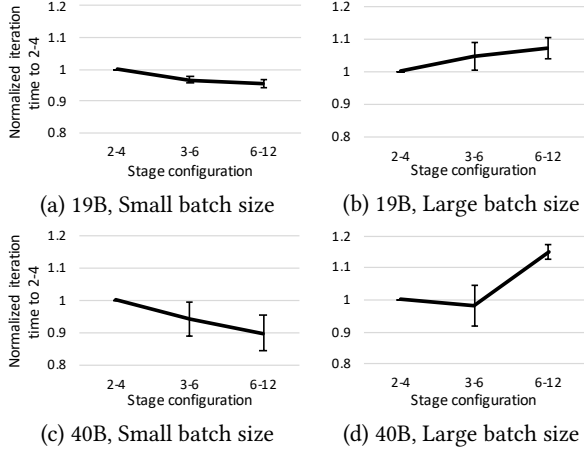 Normalized iteration
time to 2-4
1.2
1.1
1
0.9
0.8
2-4 3-6 6-12
Stage configuration
(a) 19B, Small batch size
1.2
1.1
1
0.9
0.8
2-4 3-6 6-12
Stage configuration
(b) 19B, Large batch size
Normalized iteration
time to 2-4
1.2
1.1
1
0.9
0.8
2-4 3-6 6-12
Stage configuration
(c) 40B, Small batch size
1.2
1.1
1
0.9
0.8
2-4 3-6 6-12
Stage configuration
(d) 40B, Large batch size